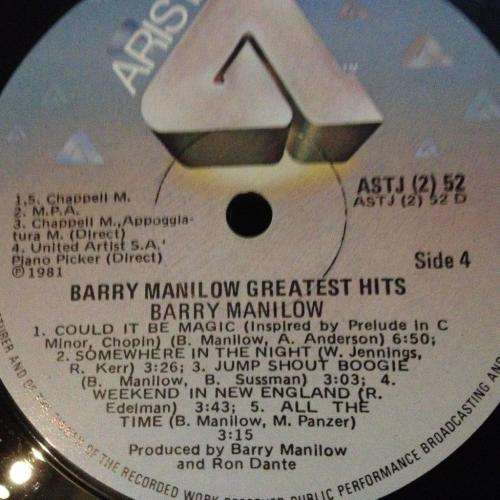 ARIST
ASTJ (2) 52
ASTJ (2) 52 D
1,5. Chappell M.
2. M.P.A.
3. Chappell M.,Appoggia-
tura M. (Direct)
4. United Artist S.A.'
Piano Picker (Direct)
℗1981
Side 4
BARRY MANILOW GREATEST HITS
BARRY MANILOW
1. COULD IT BE MAGIC (Inspired by Prelude in C
Minor, Chopin) (B. Manilow, A. Anderson) 6:50;
2. SOMEWHERE IN THE NIGHT (W. Jennings,
R. Kerr) 3:26; 3. JUMP SHOUT BOOGIE
(B. Manilow, B. Sussman) 3:03; 4.
WEEKEND IN NEW ENGLAND (R.
Edelman) 3:43; 5. ALL THE
TIME (B. Manilow, M. Panzer)
3:15
Produced by Barry Manilow
and Ron Dante
OF THE RECORDED WORK RESERVED PUBLIC PERFORMANCE BROADCASTING AND